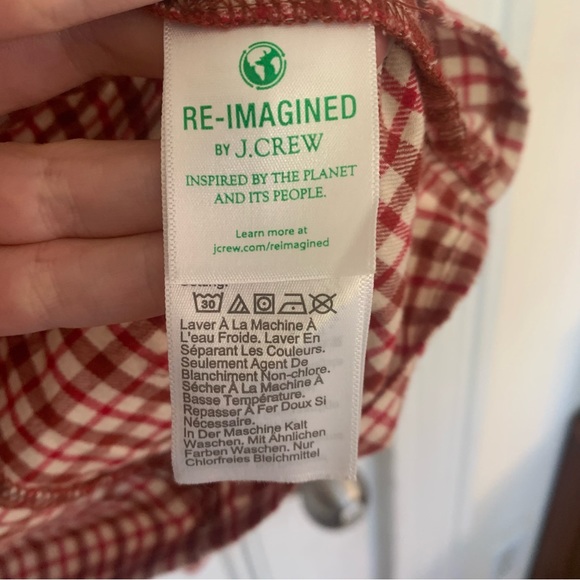 RE-IMAGINED
BY J.CREW
INSPIRED BY THE PLANET
AND ITS PEOPLE.
Learn more at
jcrew.com/reimagined
30
Laver À La Machine À
L'eau Froide. Laver En
Séparant Les Couleurs.
Seulement Agent De
Blanchiment Non-chlore.
Sécher À La Machine À
Basse Température.
Repasser À Fer Doux Si
Nécessaire.
In Der Maschine Kalt
Waschen, Mit Ähnlichen
Farben Waschen. Nur
Chlorfreies Bleichmittel